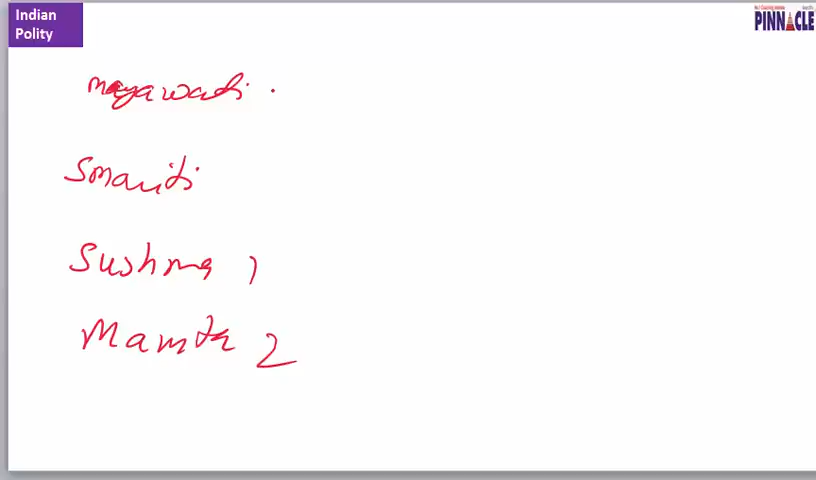 Indian
Polity
PINNACLE
mayawati .
Smariti
Sushma )
Mamta 2